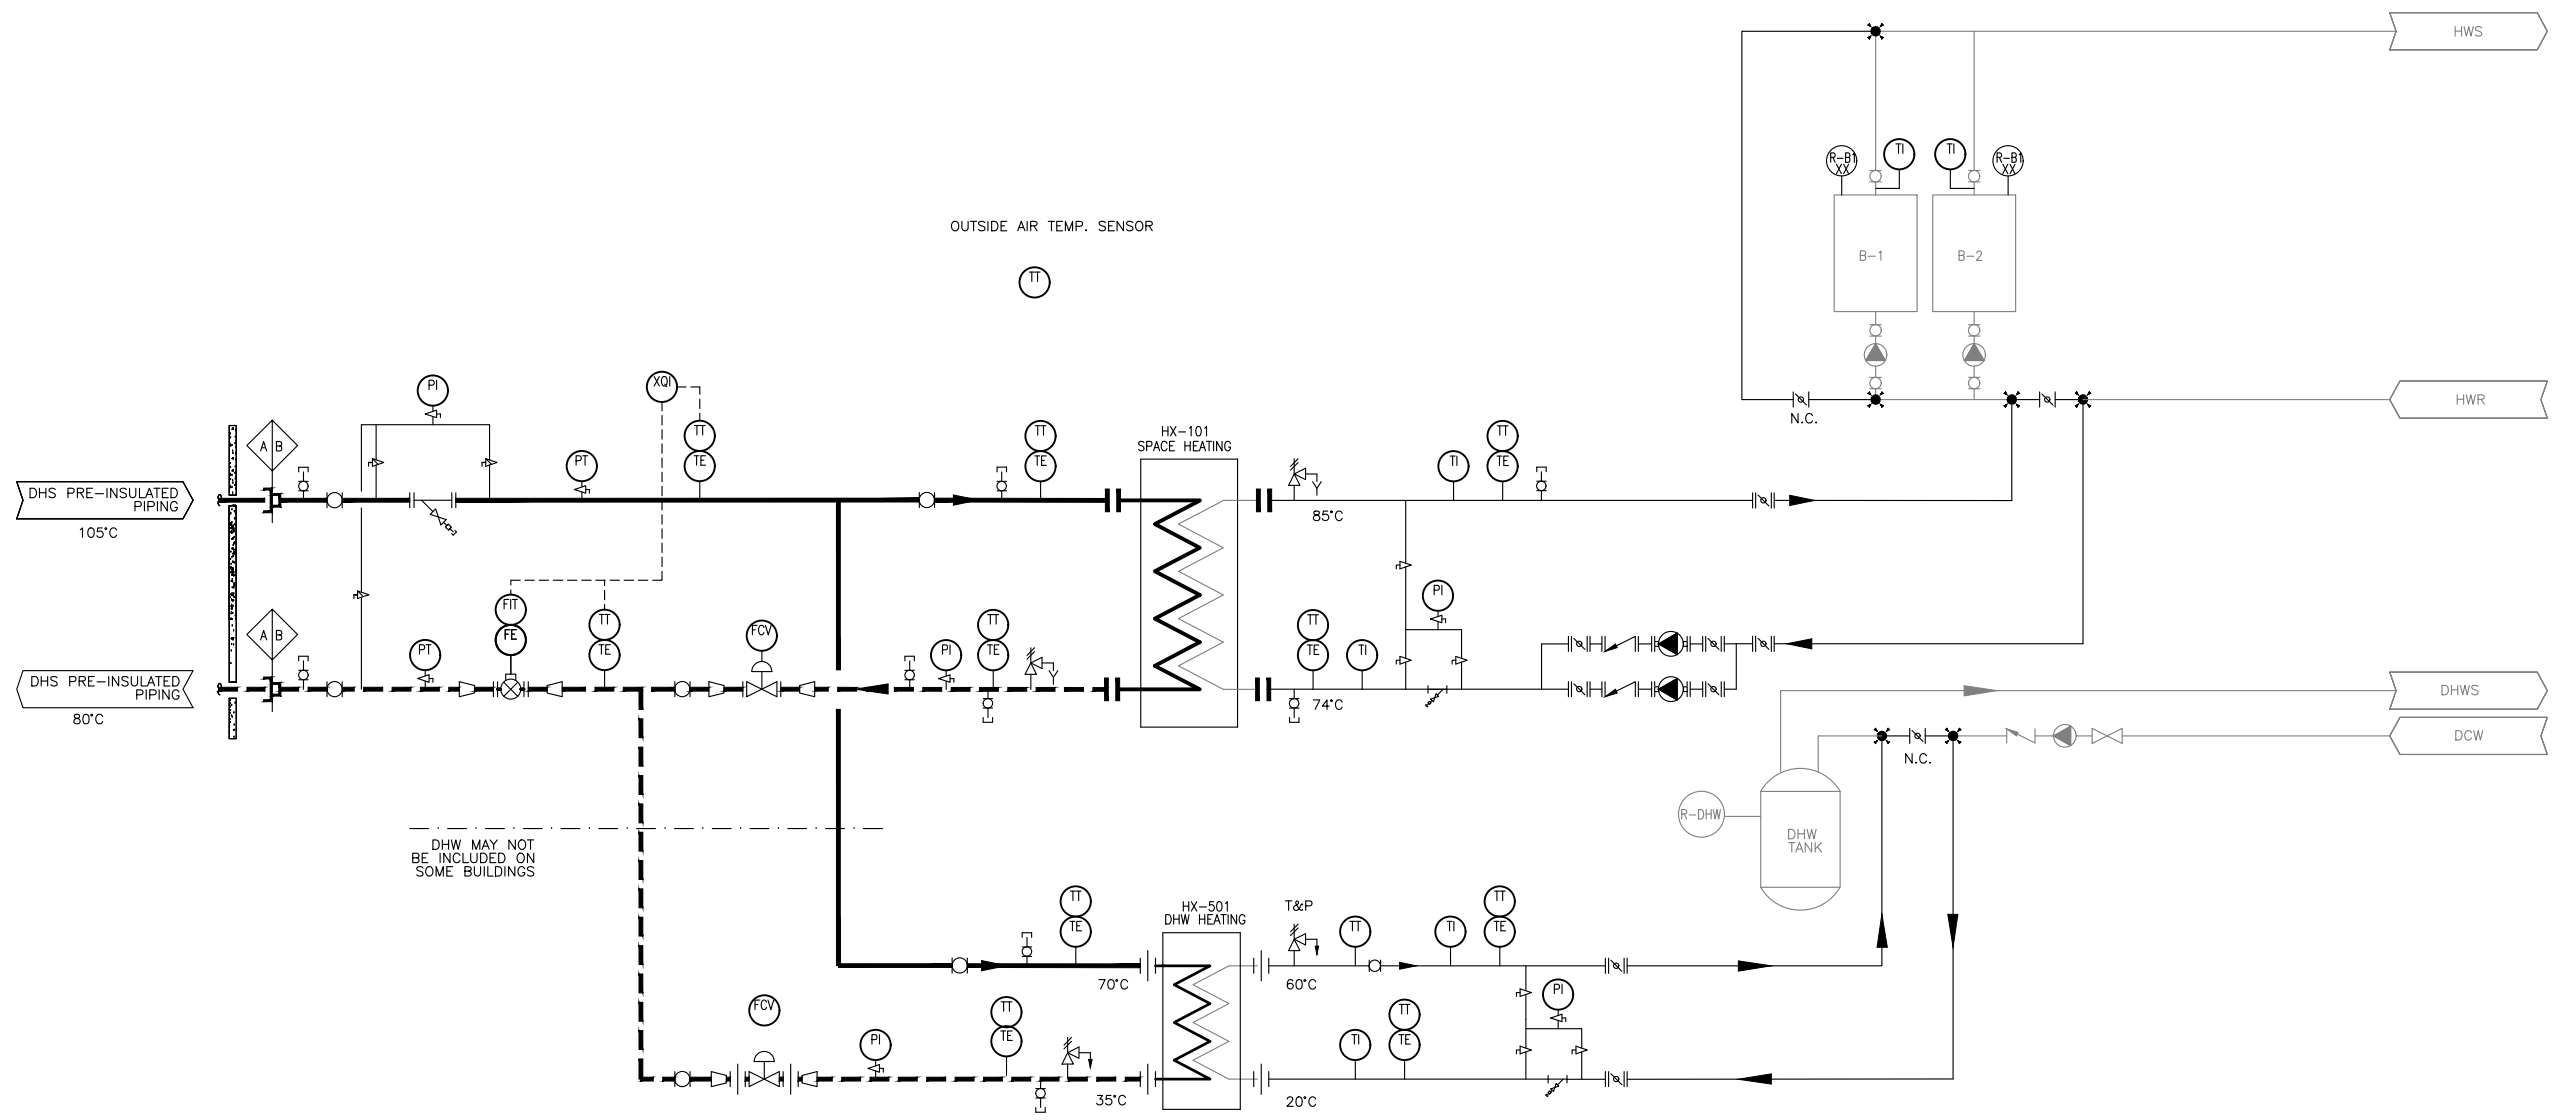 HWS
R-B1
XX
TI
TI
R-B1
XX
OUTSIDE AIR TEMP. SENSOR
B-1
B-2
TT
PI
XQI
HWR
N.C.
A B
TT
TE
PT
TT
TE
HX-101
SPACE HEATING
TI
TT
TE
DHS PRE-INSULATED
PIPING
105°C
85°C
FIT
FE
TT
TE
FCV
PI
TT
TE
TT
TE
TI
PI
A B
PT
DHS PRE-INSULATED
PIPING
80°C
74°C
DHWS
DCW
N.C.
R-DHW
DHW
TANK
DHW MAY NOT
BE INCLUDED ON
SOME BUILDINGS
TT
TE
HX-501
DHW HEATING
T&P
TT
TI
TT
TE
70°C
60°C
FCV
PI
TT
TE
TI
TT
TE
PI
35°C
20°C